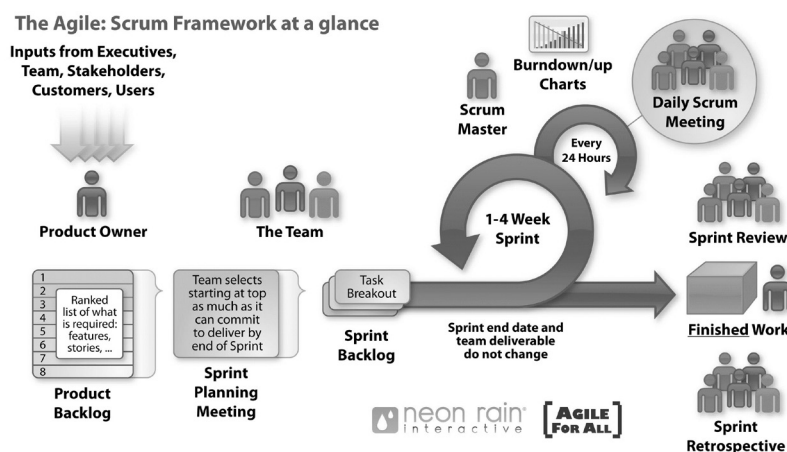 The Agile: Scrum Framework at a glance
Inputs from Executives,
Team, Stakeholders,
Customers, Users
Product Owner
The Team
Scrum
Master
Burndown/up
Charts
Daily Scrum
Meeting
Every
24 Hours
1-4 Week
Sprint
Sprint Review
1
2
3
4
5
6
7
8
Ranked
list of what
is required:
features,
stories, ...
Product
Backlog
Team selects
starting at top
as much as it
can commit
to deliver by
end of Sprint
Sprint
Planning
Meeting
Task
Breakout
Sprint
Backlog
Sprint end date and
team deliverable
do not change
Finished Work
Sprint
Retrospective
neon rain®
interactive
AGILE
FOR ALL